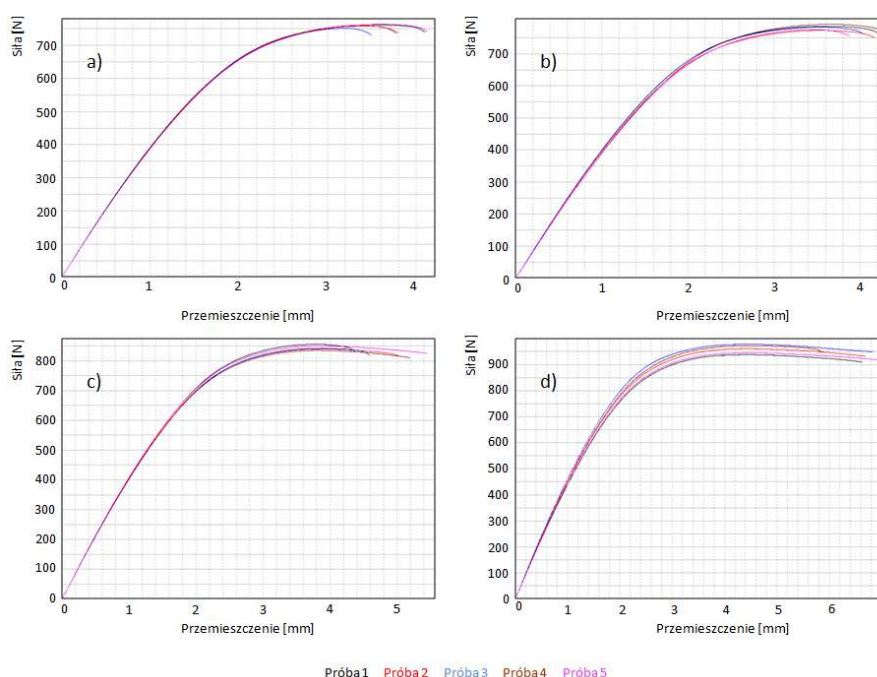 Siła [N]
700
600
500
400
300
200
100
0
a)
0 1 2 3 4
Przemieszczenie [mm]
Siła [N]
700
600
500
400
300
200
100
0
b)
0 1 2 3 4
Przemieszczenie [mm]
Siła [N]
800
700
600
500
400
300
200
100
0
c)
0 1 2 3 4 5
Przemieszczenie [mm]
Siła [N]
900
800
700
600
500
400
300
200
100
0
d)
0 1 2 3 4 5 6
Przemieszczenie [mm]
Próba 1 Próba 2 Próba 3 Próba 4 Próba 5